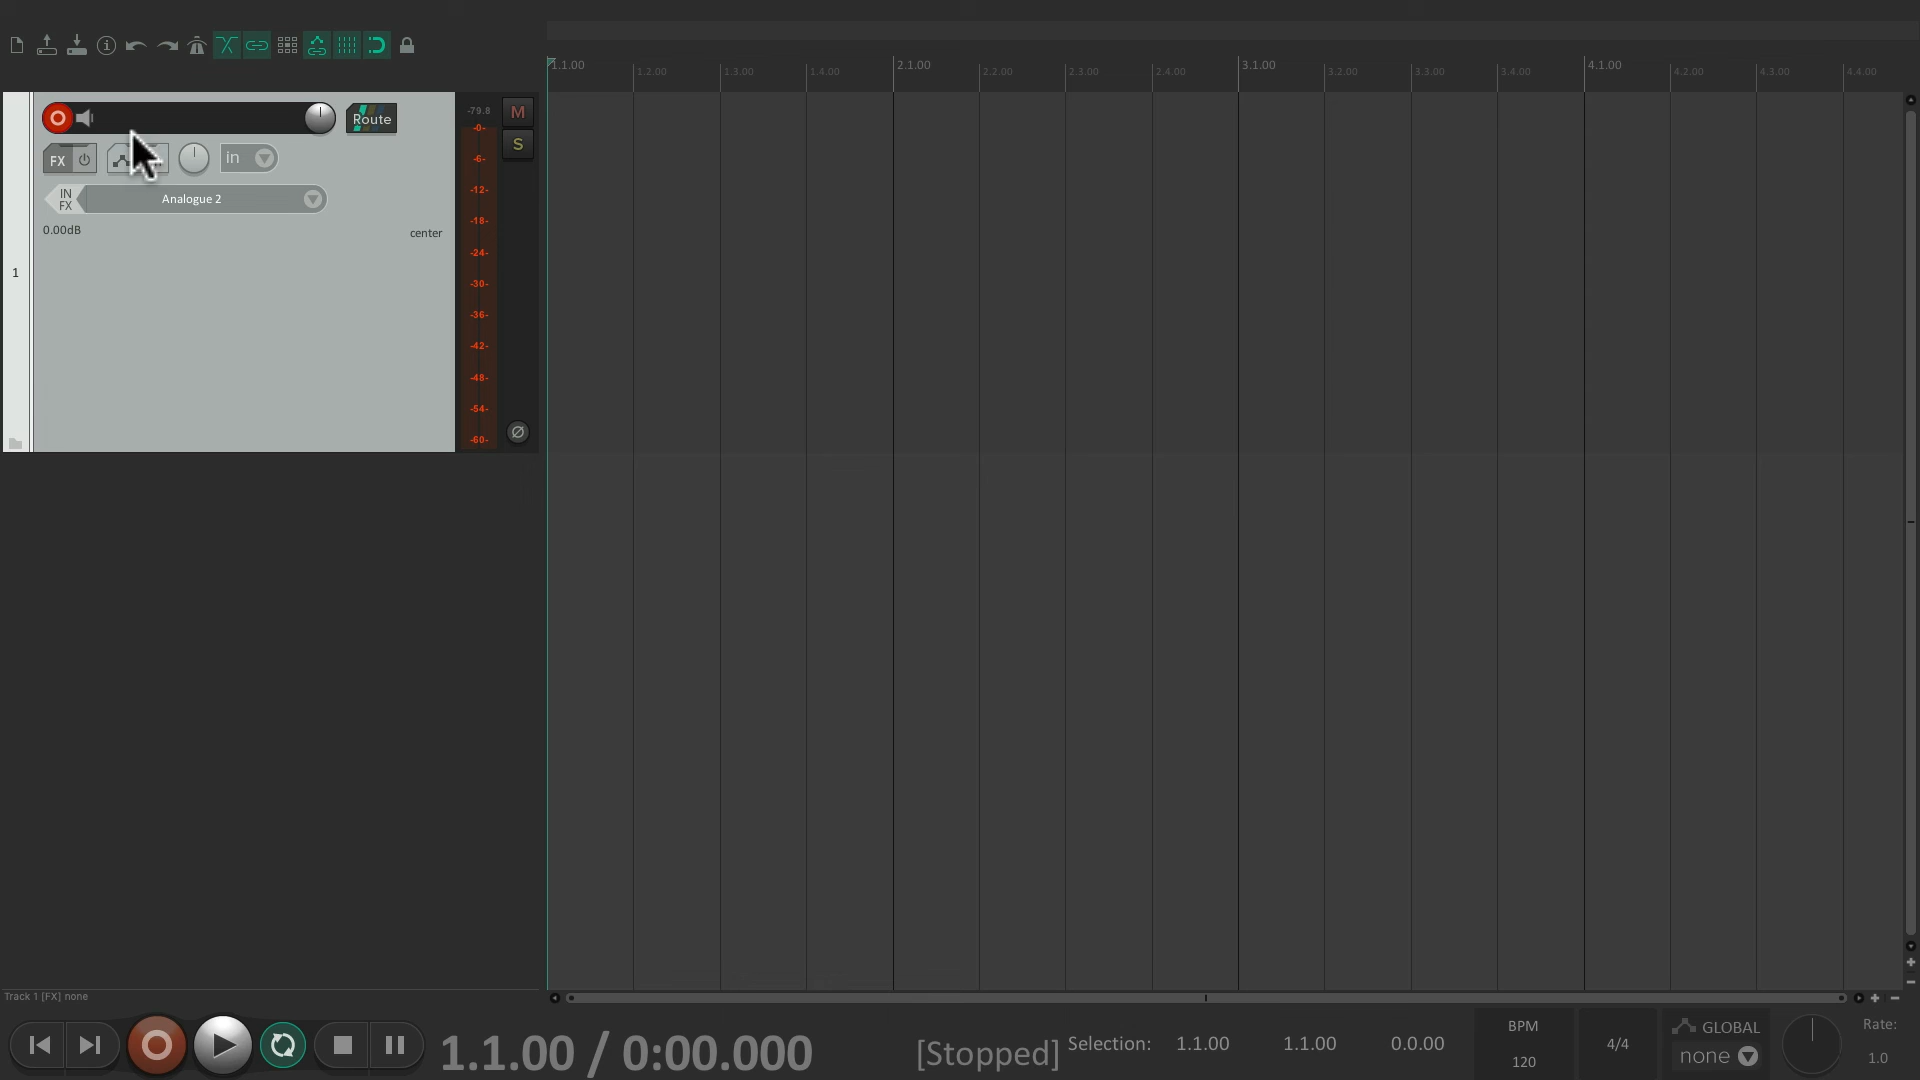 1.1.00
1.2.00
1.3.00
1.4.00
2.1.00
2.2.00
2.3.00
2.4.00
3.1.00
3.2.00
3.3.00
3.4.00
4.1.00
4.2.00
4.3.00
4.4.00
Route
-79.8
M
-0-
S
FX
in
-6-
IN
FX
Analogue 2
-12-
-18-
0.00dB
center
-24-
1
-30-
-36-
-42-
-48-
-54-
-60-
Track 1 [FX] none
1.1.00 / 0:00.000
[Stopped]
Selection:
1.1.00
1.1.00
0.0.00
BPM
120
4/4
GLOBAL
none
Rate:
1.0